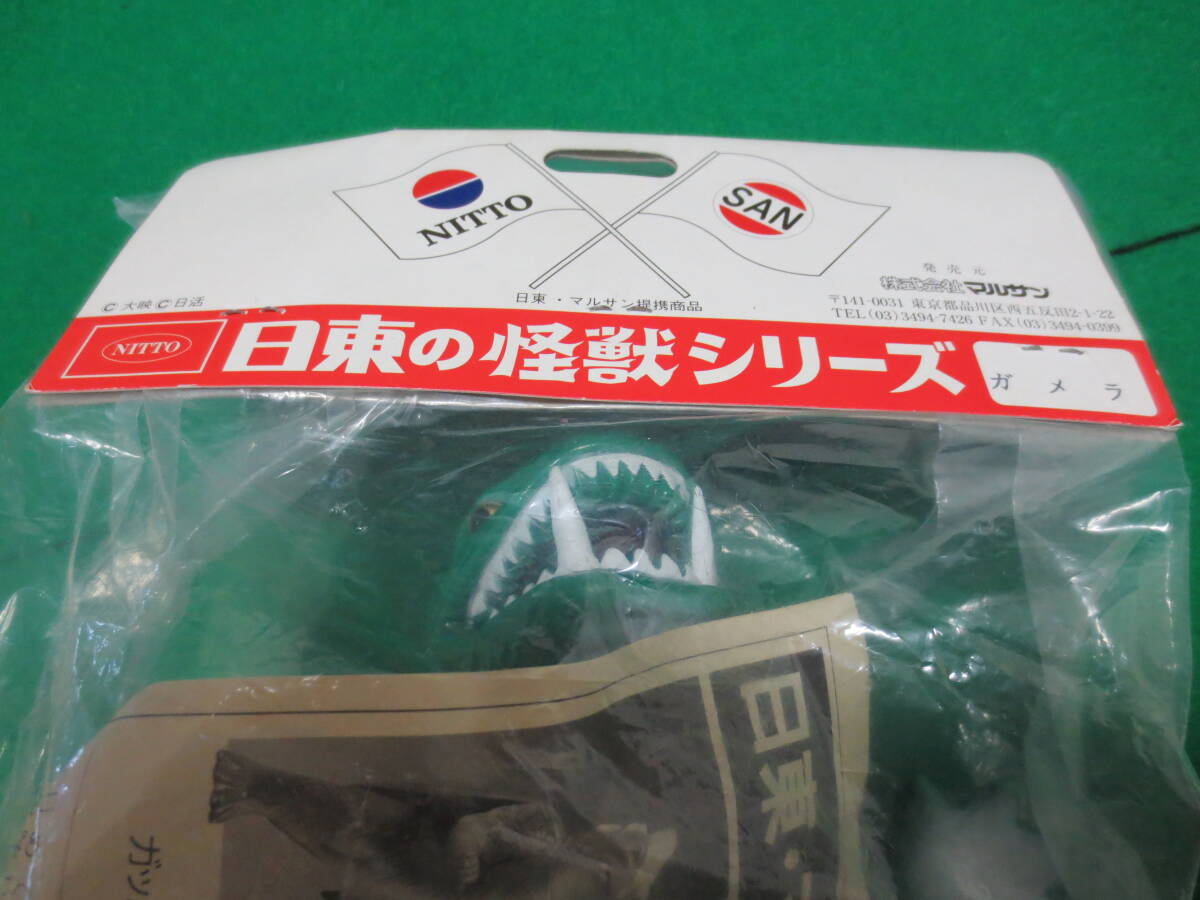 NITTO
SAN
発売元
株式会社 マルサン
〒141-0031 東京都品川区西五反田2-1-22
TEL (03) 3494-7426 FAX (03) 3494-0399
Ⓒ大映 Ⓒ日活
日東・マルサン提携商品
NITTO
日東の怪獣シリーズ
ガメラ
日東・
ガッ